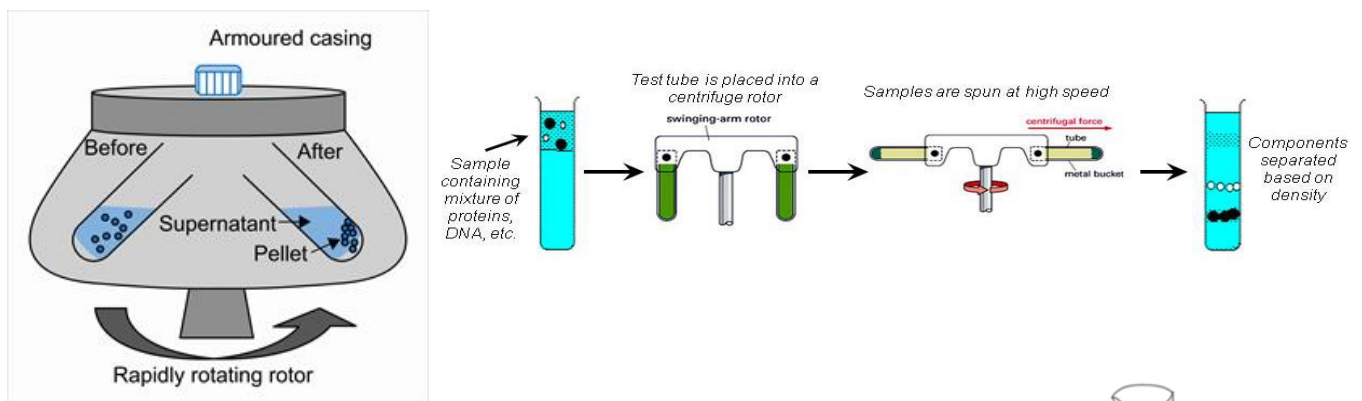 Armoured casing
Before
After
Supernatant
Pellet
Rapidly rotating rotor
Sample
containing
mixture of
proteins,
DNA, etc.
Test tube is placed into a
centrifuge rotor
swinging-arm rotor
Samples are spun at high speed
centrifugal force
tube
metal bucket
Components
separated
based on
density